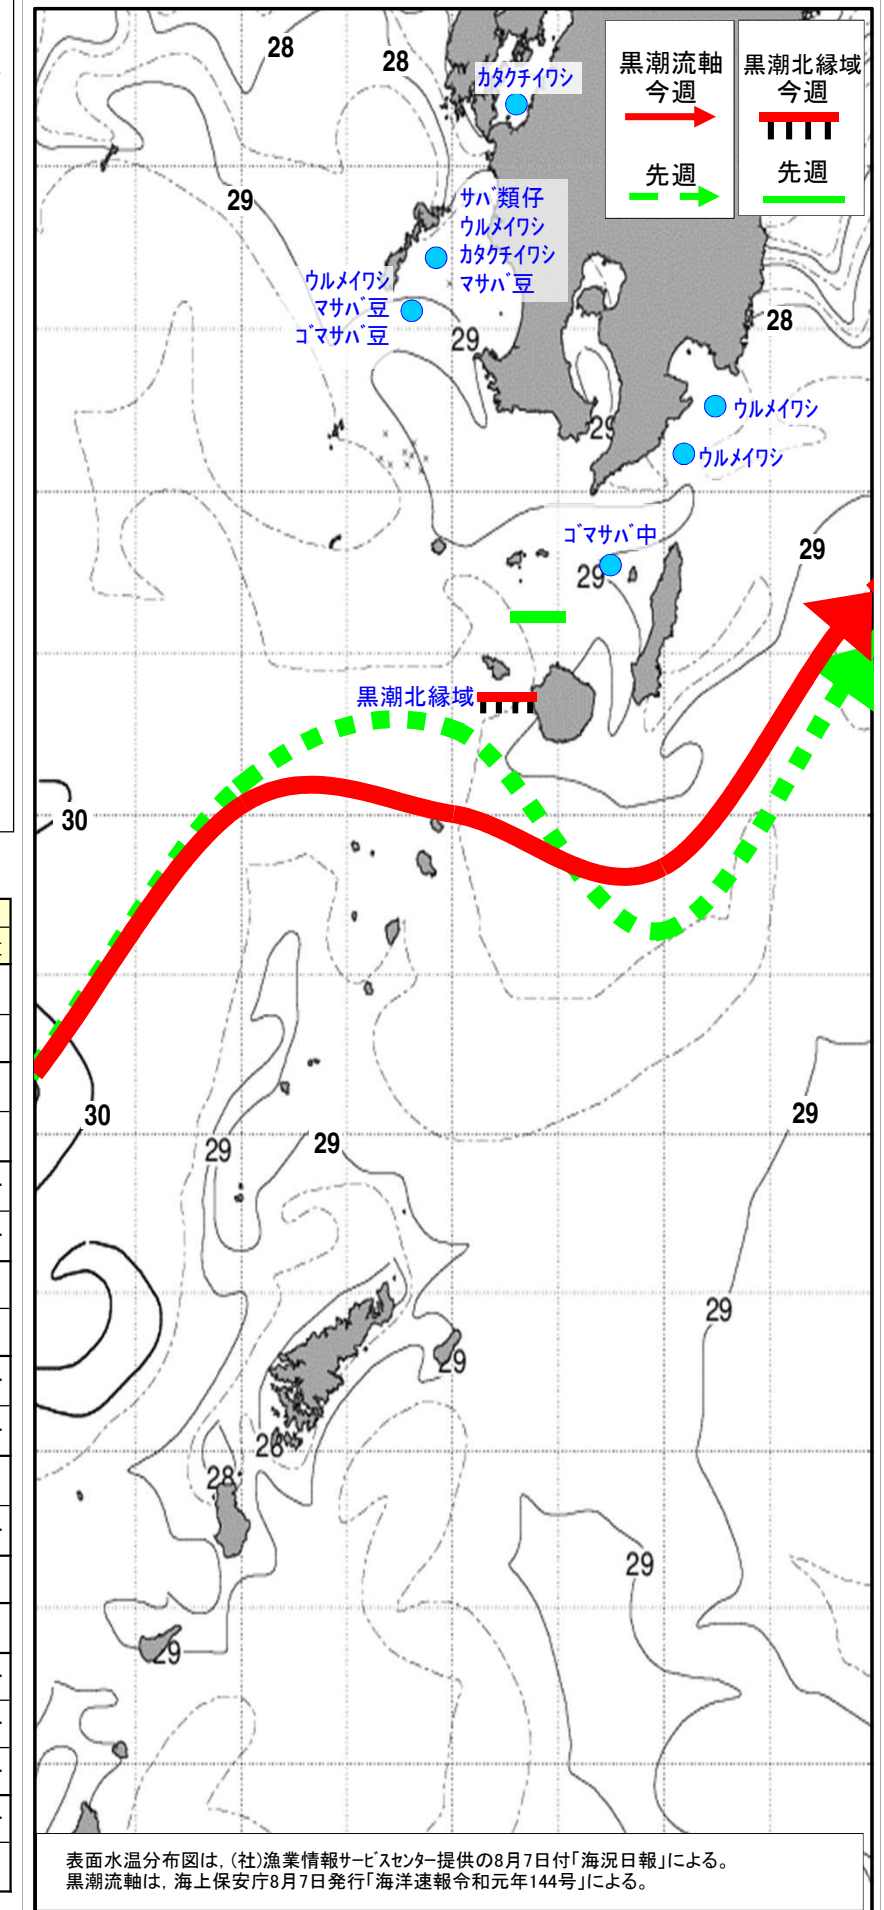 28
28
カタクチイワシ
黒潮流軸
今週
先週
黒潮北縁域
今週
先週
29
サバ類仔
ウルメイワシ
カタクチイワシ
マサバ豆
ウルメイワシ
マサバ豆
ゴマサバ豆
29
28
29
ウルメイワシ
ウルメイワシ
ゴマサバ中
29
29
黒潮北縁域
30
30
29
29
29
29
29
28
28
29
29
表面水温分布図は，(社)漁業情報サービスセンター提供の8月7日付「海況日報」による。
黒潮流軸は，海上保安庁8月7日発行「海洋速報令和元年144号」による。